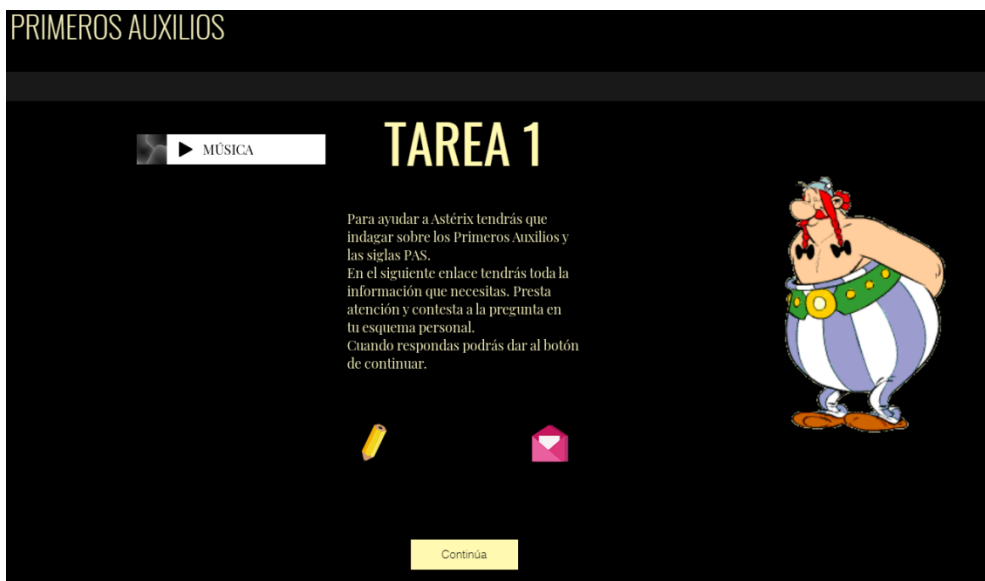 PRIMEROS AUXILIOS
MÚSICA
TAREA 1
Para ayudar a Astérix tendrás que
indagar sobre los Primeros Auxilios y
las siglas PAS.
En el siguiente enlace tendrás toda la
información que necesitas. Presta
atención y contesta a la pregunta en
tu esquema personal.
Cuando respondas podrás dar al botón
de continuar.
Continúa